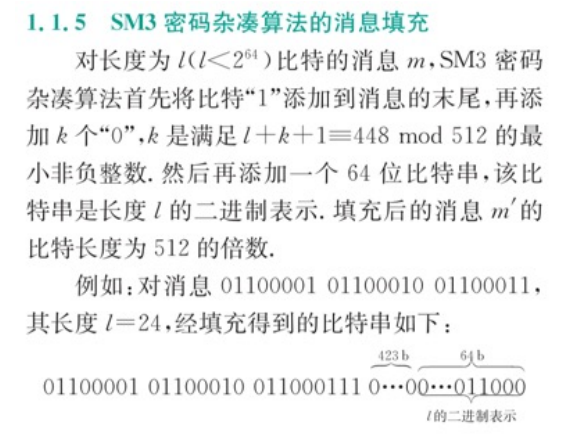 1.1.5 SM3 密码杂凑算法的消息填充
对长度为 l(l<2⁶⁴)比特的消息 m,SM3 密码
杂凑算法首先将比特“1”添加到消息的末尾,再添
加 k 个“0”,k 是满足 l+k+1≡448 mod 512 的最
小非负整数. 然后再添加一个 64 位比特串,该比
特串是长度 l 的二进制表示. 填充后的消息 m′的
比特长度为 512 的倍数.
例如:对消息 01100001 01100010 01100011,
其长度 l=24,经填充得到的比特串如下:
423 b 64 b
01100001 01100010 011000111 0⋯00⋯011000
l的二进制表示